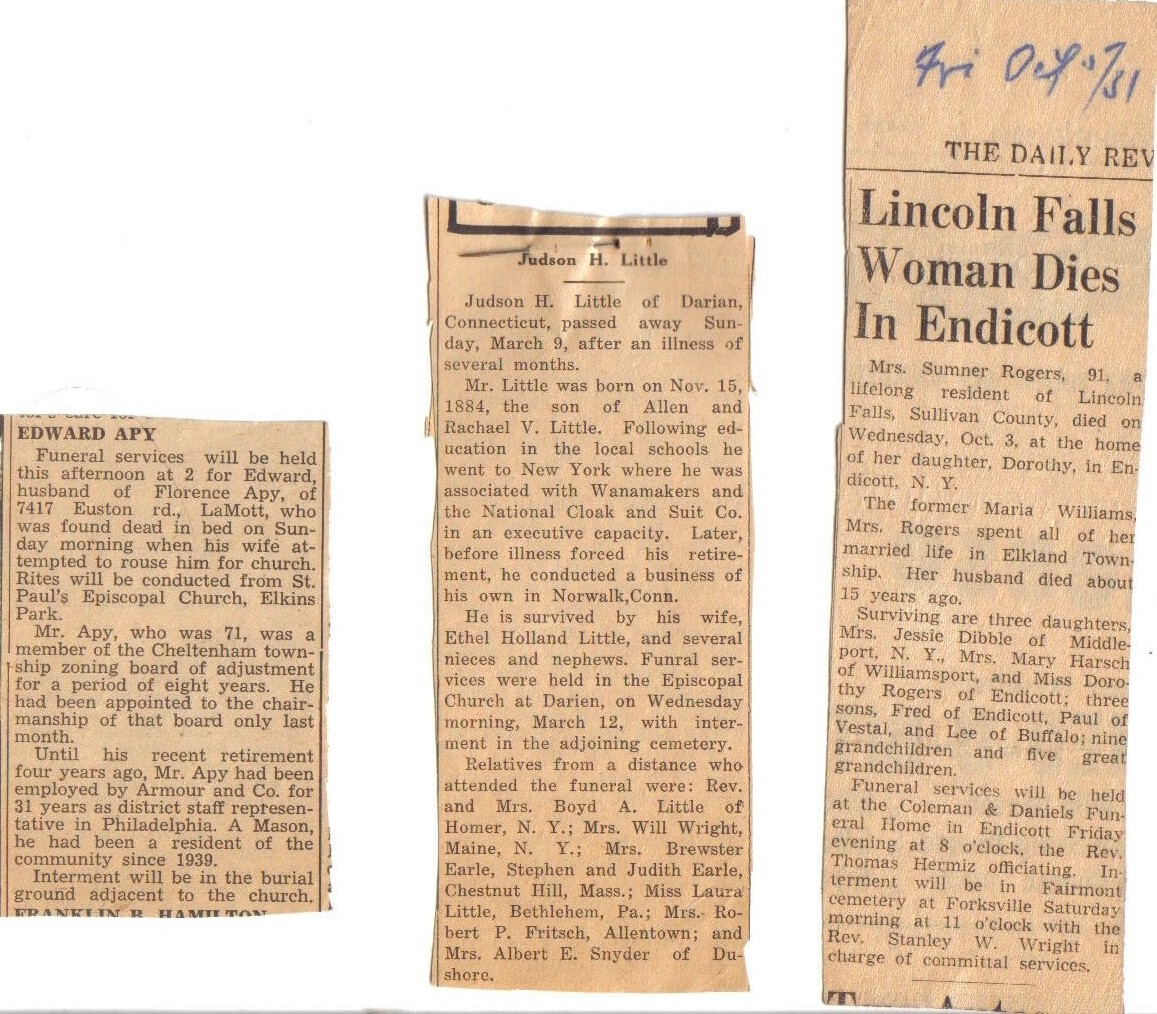 EDWARD APY
Funeral services will be held
this afternoon at 2 for Edward,
husband of Florence Apy, of
7417 Euston rd., LaMott, who
was found dead in bed on Sun-
day morning when his wife at-
tempted to rouse him for church.
Rites will be conducted from St.
Paul's Episcopal Church, Elkins
Park.
Mr. Apy, who was 71, was a
member of the Cheltenham town-
ship zoning board of adjustment
for a period of eight years. He
had been appointed to the chair-
manship of that board only last
month.
Until his recent retirement
four years ago, Mr. Apy had been
employed by Armour and Co. for
31 years as district staff represen-
tative in Philadelphia. A Mason,
he had been a resident of the
community since 1939.
Interment will be in the burial
ground adjacent to the church.
FRANKLIN B. HAMILTON
Judson H. Little
Judson H. Little of Darian,
Connecticut, passed away Sun-
day, March 9, after an illness of
several months.
Mr. Little was born on Nov. 15,
1884, the son of Allen and
Rachael V. Little. Following ed-
ucation in the local schools he
went to New York where he was
associated with Wanamakers and
the National Cloak and Suit Co.
in an executive capacity. Later,
before illness forced his retire-
ment, he conducted a business of
his own in Norwalk,Conn.
He is survived by his wife,
Ethel Holland Little, and several
nieces and nephews. Funral ser-
vices were held in the Episcopal
Church at Darien, on Wednesday
morning, March 12, with inter-
ment in the adjoining cemetery.
Relatives from a distance who
attended the funeral were: Rev.
and Mrs. Boyd A. Little of
Homer, N. Y.; Mrs. Will Wright,
Maine, N. Y.; Mrs. Brewster
Earle, Stephen and Judith Earle,
Chestnut Hill, Mass.; Miss Laura
Little, Bethlehem, Pa.; Mrs. Ro-
bert P. Fritsch, Allentown; and
Mrs. Albert E. Snyder of Du-
shore.
Fri Oct
THE DAILY REV
Lincoln Falls
Woman Dies
In Endicott
Mrs. Sumner Rogers, 91, a
lifelong resident of Lincoln
Falls, Sullivan County, died on
Wednesday, Oct. 3, at the home
of her daughter, Dorothy, in En-
dicott, N. Y.
The former Maria Williams,
Mrs. Rogers spent all of her
married life in Elkland Town-
ship. Her husband died about
15 years ago.
Surviving are three daughters,
Mrs. Jessie Dibble of Middle-
port, N. Y., Mrs. Mary Harsch
of Williamsport, and Miss Doro-
thy Rogers of Endicott; three
sons, Fred of Endicott, Paul of
Vestal, and Lee of Buffalo; nine
grandchildren and five great
grandchildren.
Funeral services will be held
at the Coleman & Daniels Fun-
eral Home in Endicott Friday
evening at 8 o'clock, the Rev.
Thomas Hermiz officiating. In-
terment will be in Fairmont
cemetery at Forksville Saturday
morning at 11 o'clock with the
Rev. Stanley W. Wright in
charge of committal services.